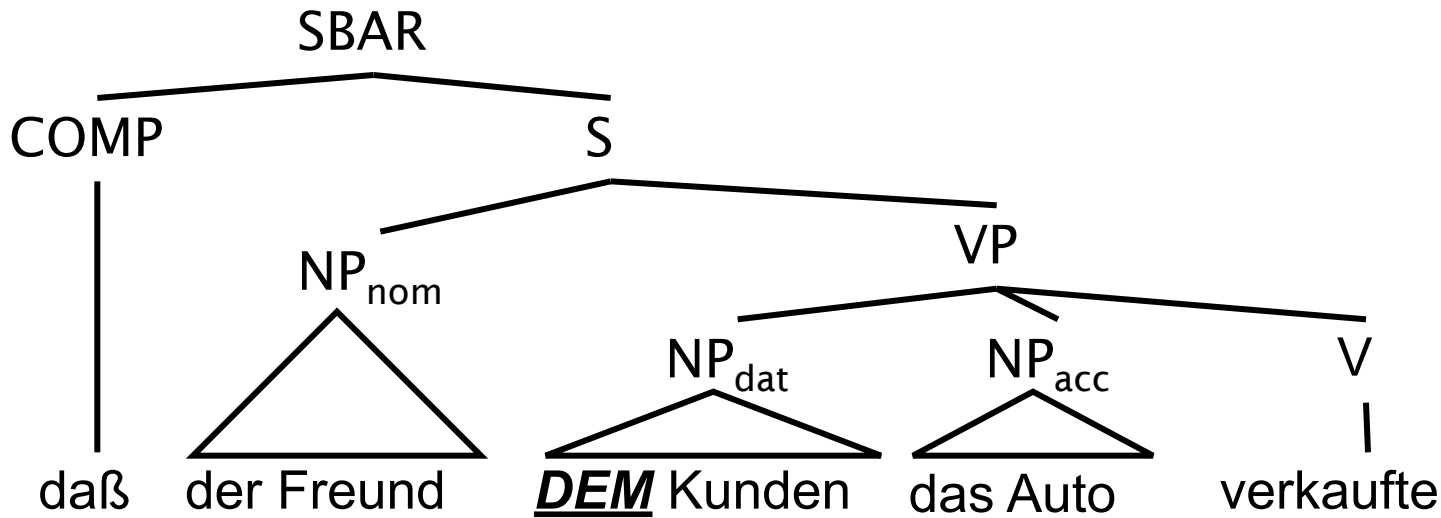 SBAR
COMP S
VP
NPnom
NPdat NPacc V
daß der Freund DEM Kunden das Auto verkaufte